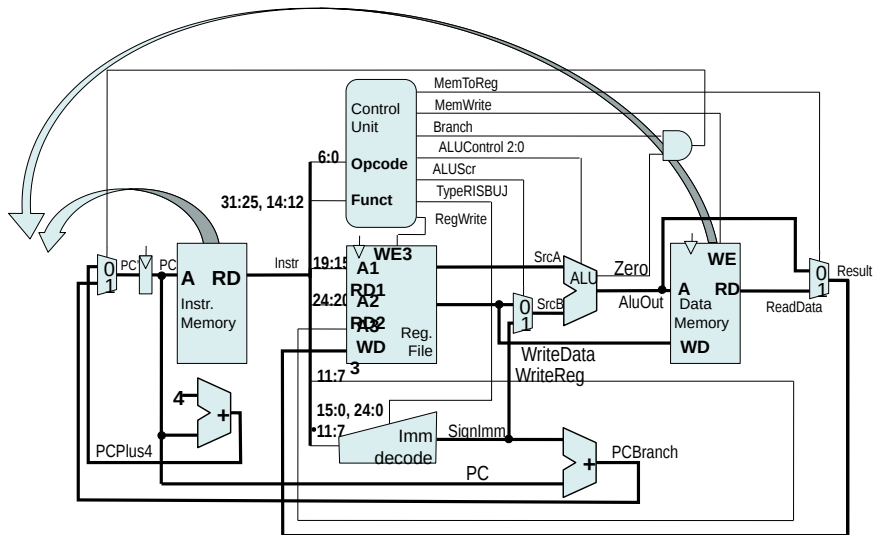 MemToReg
Control
Unit
MemWrite
Branch
ALUControl 2:0
6:0
Opcode
ALUScr
TypeRISBUJ
31:25, 14:12
Funct
RegWrite
WE3
SrcA
19:15
A1
RD1
Zero
WE
0
1
PC'
PC
A
RD
Instr
ALU
0
1
Result
Instr.
Memory
24:20
A2
RD2
A3
Reg.
File
WD
3
0
1
SrcB
AluOut
A
RD
Data
Memory
ReadData
WD
WriteData
WriteReg
11:7
4
+
15:0, 24:0
11:7
Imm
decode
SignImm
PCPlus4
+
PCBranch
PC